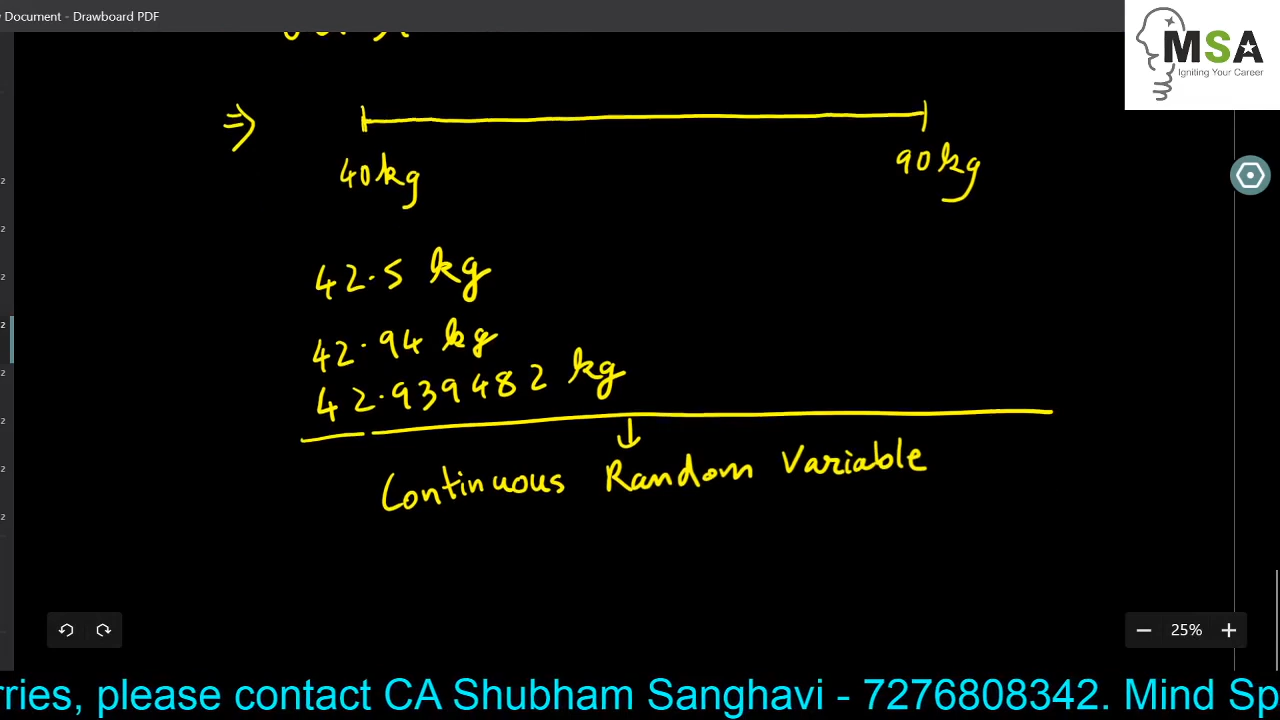 Document - Drawboard PDF
MSA
Igniting Your Career
⇒
40kg
90kg
42.5 kg
42.94 kg
42.939482 kg
↓
Continuous Random Variable
25%
rries, please contact CA Shubham Sanghavi - 7276808342. Mind Sp